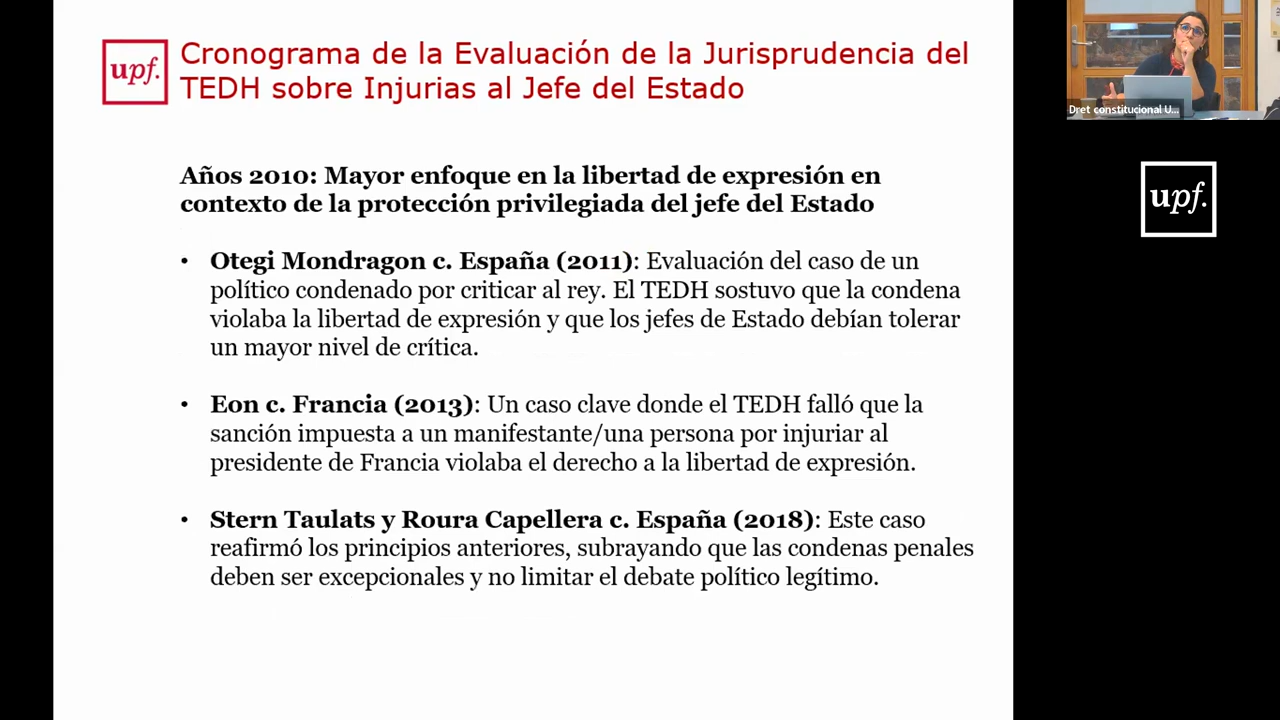 upf.
Cronograma de la Evaluación de la Jurisprudencia del
TEDH sobre Injurias al Jefe del Estado
Años 2010: Mayor enfoque en la libertad de expresión en
contexto de la protección privilegiada del jefe del Estado
• Otegi Mondragon c. España (2011): Evaluación del caso de un
político condenado por criticar al rey. El TEDH sostuvo que la condena
violaba la libertad de expresión y que los jefes de Estado debían tolerar
un mayor nivel de crítica.
• Eon c. Francia (2013): Un caso clave donde el TEDH falló que la
sanción impuesta a un manifestante/una persona por injuriar al
presidente de Francia violaba el derecho a la libertad de expresión.
• Stern Taulats y Roura Capellera c. España (2018): Este caso
reafirmó los principios anteriores, subrayando que las condenas penales
deben ser excepcionales y no limitar el debate político legítimo.
Dret constitucional U...
upf.